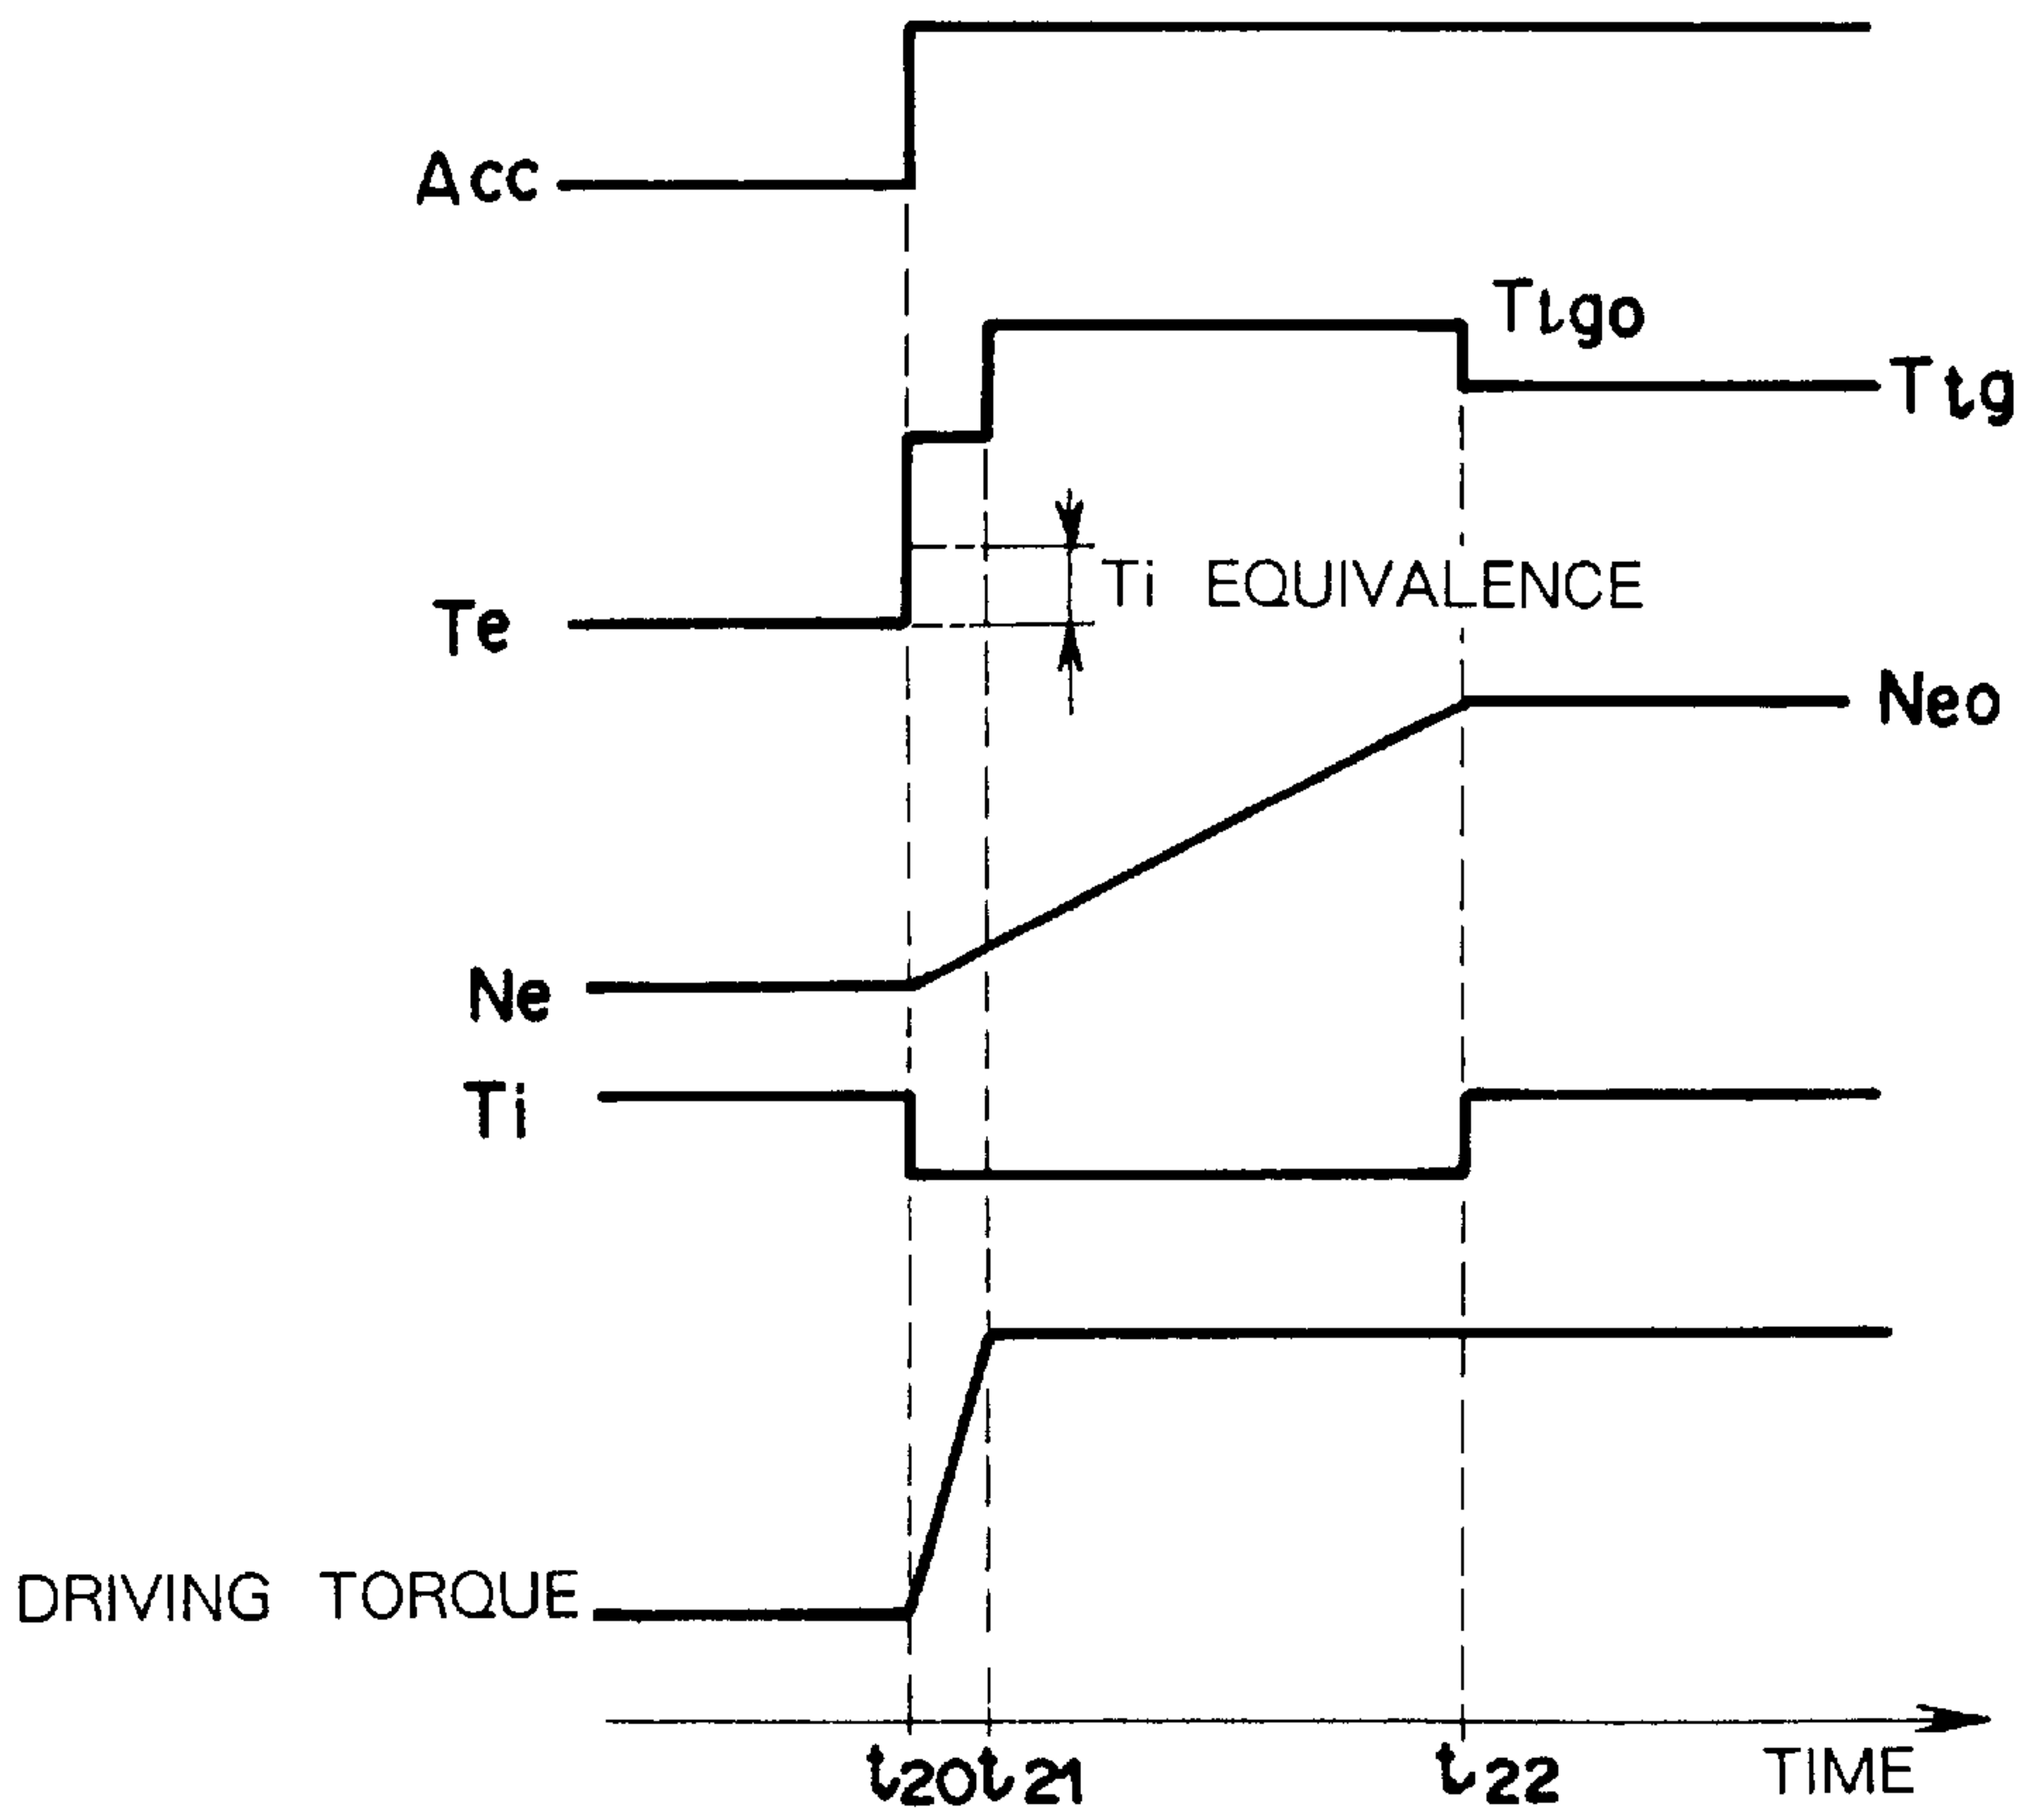 Acc
Ttgo
Ttg
Ti EQUIVALENCE
Te
Neo
Ne
Ti
DRIVING TORQUE
t20 t21 t22
TIME